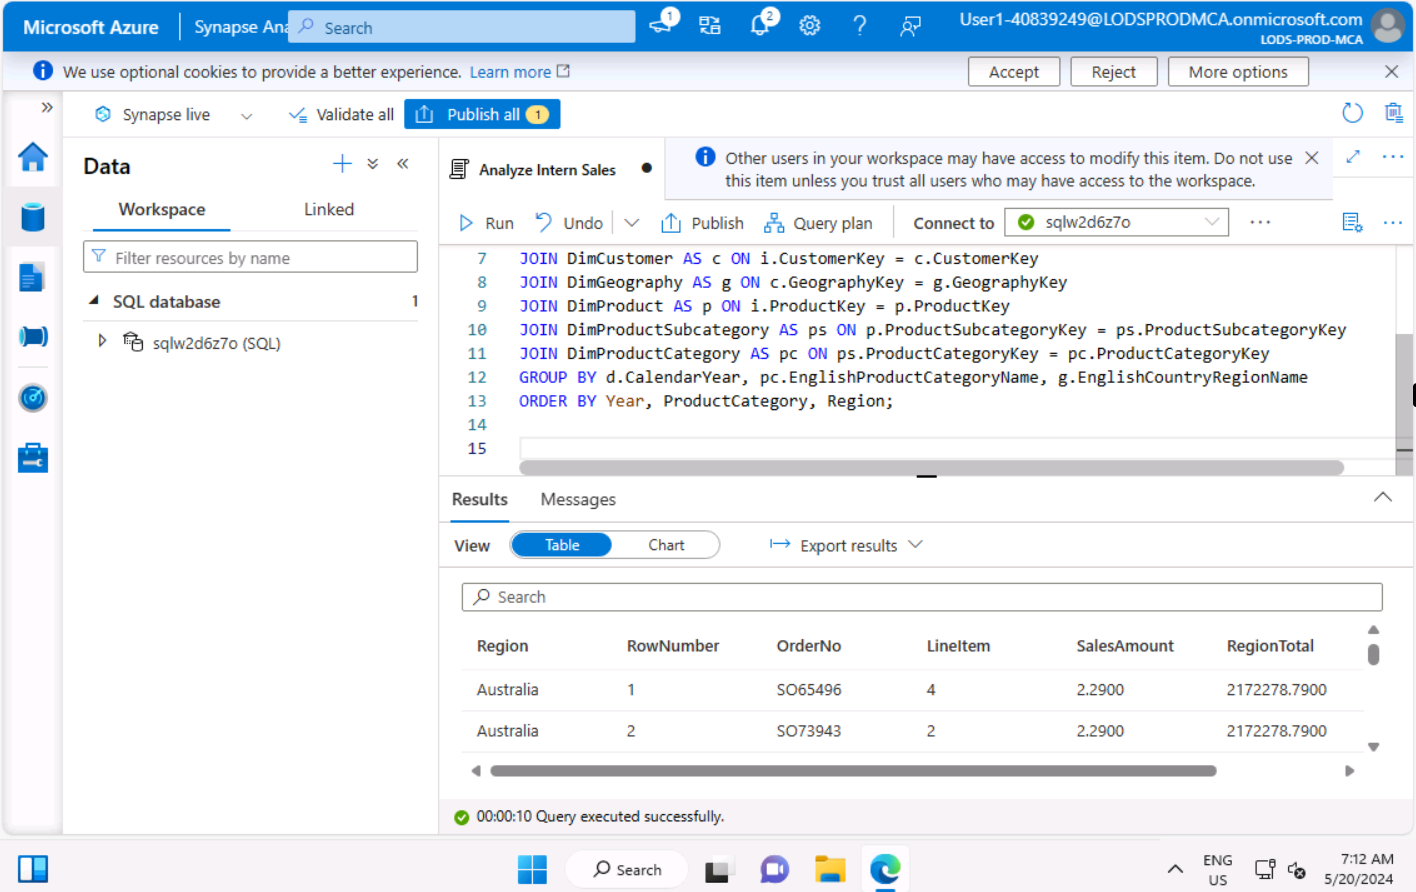 Microsoft Azure
Synapse Ana
Search
1
2
User1-40839249@LODSPRODMCA.onmicrosoft.com
LODS-PROD-MCA
We use optional cookies to provide a better experience. Learn more
Accept
Reject
More options
Synapse live
Validate all
Publish all 1
Data
Workspace
Linked
Filter resources by name
SQL database 1
sqlw2d6z7o (SQL)
Analyze Intern Sales
Other users in your workspace may have access to modify this item. Do not use
this item unless you trust all users who may have access to the workspace.
Run
Undo
Publish
Query plan
Connect to
sqlw2d6z7o
7 JOIN DimCustomer AS c ON i.CustomerKey = c.CustomerKey
8 JOIN DimGeography AS g ON c.GeographyKey = g.GeographyKey
9 JOIN DimProduct AS p ON i.ProductKey = p.ProductKey
10 JOIN DimProductSubcategory AS ps ON p.ProductSubcategoryKey = ps.ProductSubcategoryKey
11 JOIN DimProductCategory AS pc ON ps.ProductCategoryKey = pc.ProductCategoryKey
12 GROUP BY d.CalendarYear, pc.EnglishProductCategoryName, g.EnglishCountryRegionName
13 ORDER BY Year, ProductCategory, Region;
14
15
Results
Messages
View
Table
Chart
Export results
Search
Region RowNumber OrderNo LineItem SalesAmount RegionTotal
Australia 1 SO65496 4 2.2900 2172278.7900
Australia 2 SO73943 2 2.2900 2172278.7900
00:00:10 Query executed successfully.
Search
ENG
US
7:12 AM
5/20/2024